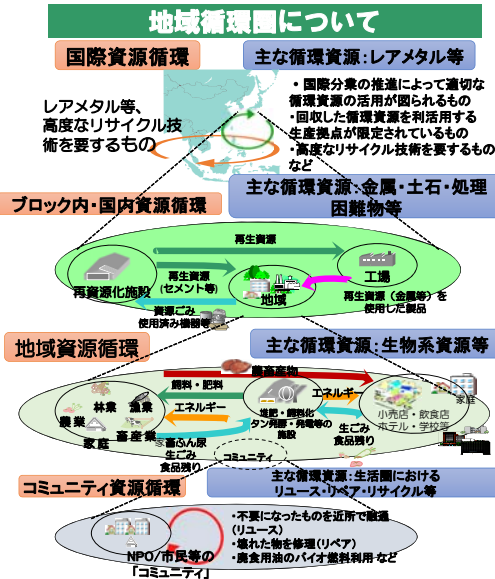 地域循環圏について
国際資源循環
主な循環資源：レアメタル等
レアメタル等、
高度なリサイクル技
術を要するもの
・国際分業の推進によって適切な
循環資源の活用が図られるもの
・回収した循環資源を利活用する
生産拠点が限定されているもの
・高度なリサイクル技術を要するもの
など
ブロック内・国内資源循環
主な循環資源：金属・土石・処理
困難物等
再生資源
再資源化施設
再生資源
(セメント等)
地域
工場
再生資源（金属等）を
使用した製品
資源ごみ
使用済み機器等
地域資源循環
主な循環資源：生物系資源等
農畜産物
飼料・肥料
林業
漁業
農業
畜産業
家庭
エネルギー
堆肥・飼料化
タン発酵・発電等の
施設
エネルギー
小売店・飲食店
ホテル・学校等
家庭
家畜ふん尿
生ごみ
食品残り
生ごみ
食品残り
コミュニティ
コミュニティ資源循環
主な循環資源：生活圏における
リユース・リペア・リサイクル等
NPO/市民等の
「コミュニティ」
・不要になったものを近所で融通
（リユース）
・壊れた物を修理（リペア）
・廃食用油のバイオ燃料利用 など